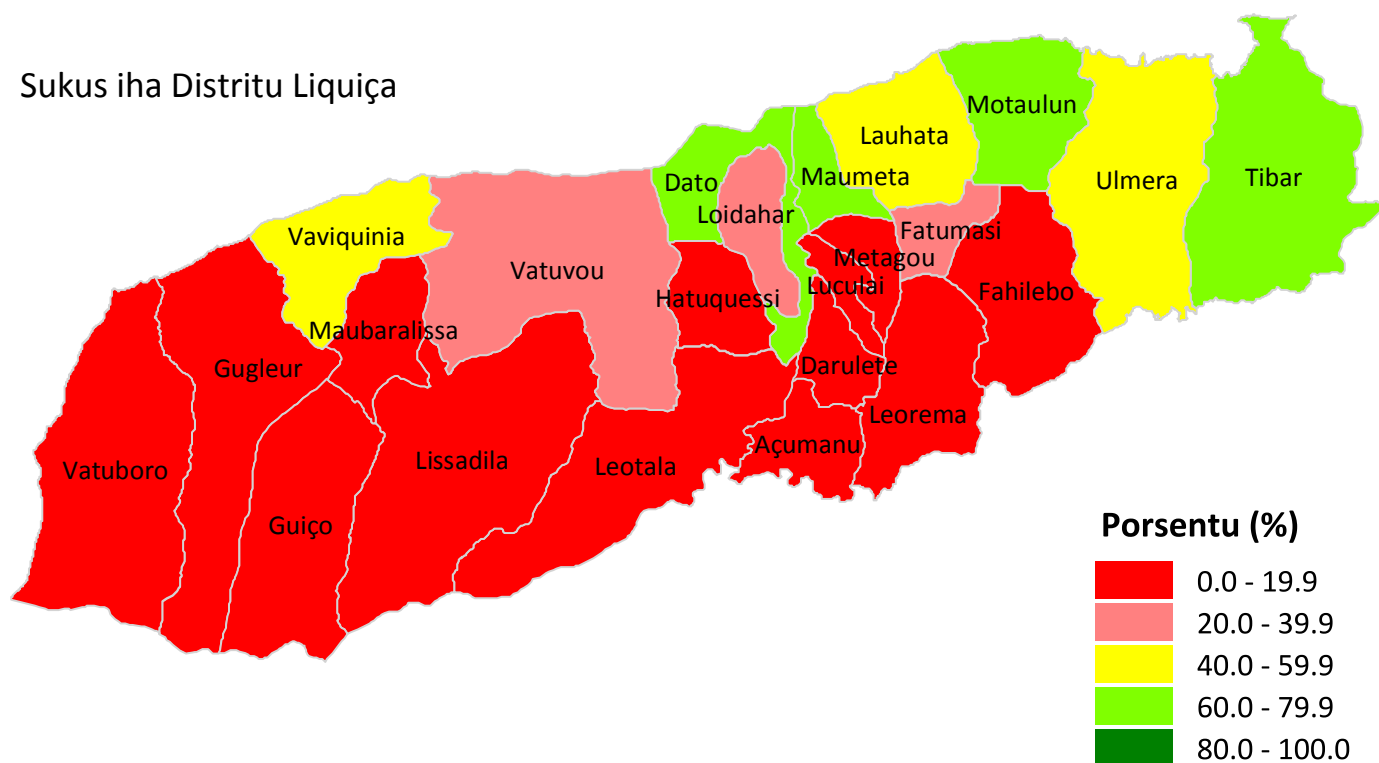 Sukus iha Distritu Liquiça
Motaulun
Lauhata
Maumeta
Ulmera
Tibar
Dato
Loidahar
Vaviquinia
Fatumasi
Metagou
Vatuvou
Luculai
Fahilebo
Hatuquessi
Maubaralissa
Gugleur
Darulete
Leorema
Açumanu
Vatuboro
Lissadila
Leotala
Guiço
Porsentu (%)
0.0 - 19.9
20.0 - 39.9
40.0 - 59.9
60.0 - 79.9
80.0 - 100.0